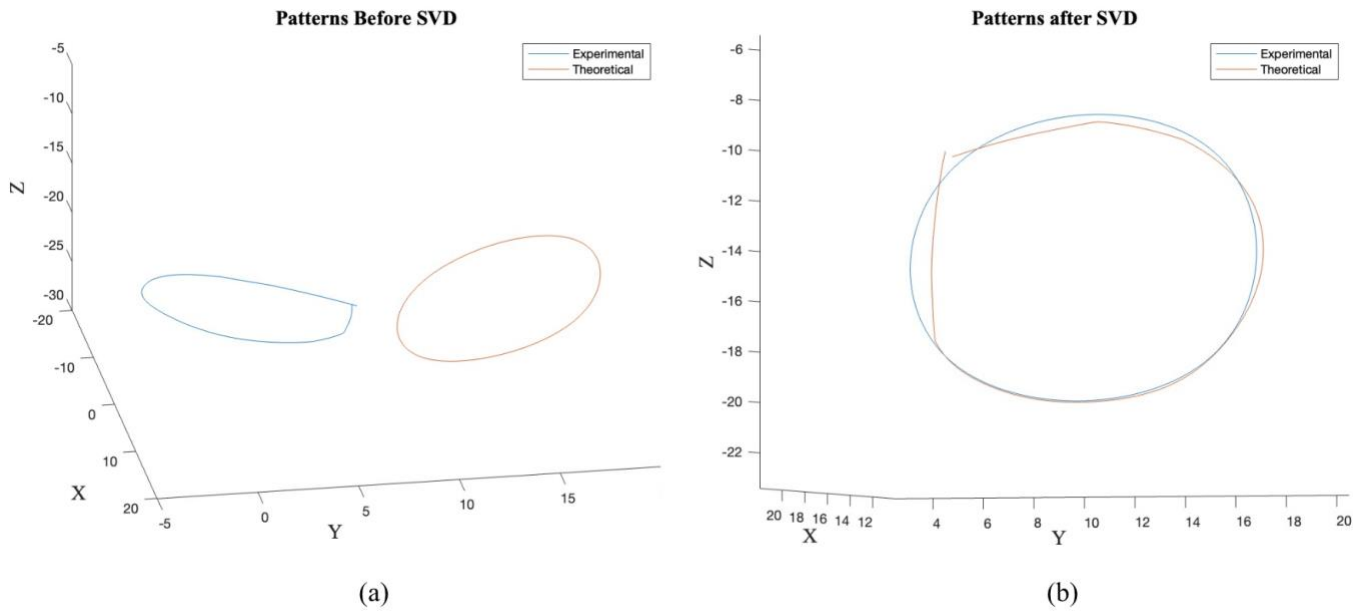 Patterns Before SVD
Experimental
Theoretical
-5
-10
-15
-20
-25
-30
Z
-20
-10
0
10
20
X
-5
0
5
10
15
Y
(a)
Patterns after SVD
Experimental
Theoretical
-6
-8
-10
-12
-14
-16
-18
-20
-22
Z
20 18 16 14 12
X
4 6 8 10 12 14 16 18 20
Y
(b)